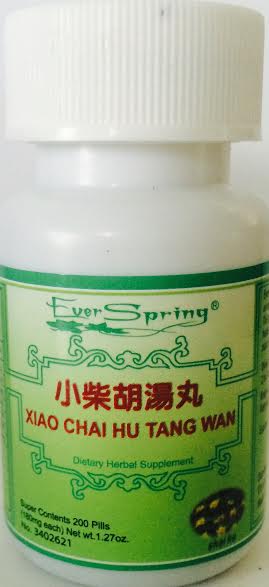 Ever Spring®
小柴胡湯丸
XIAO CHAI HU TANG WAN
Dietary Herbal Supplement
Super Contents 200 Pills
(180mg each) Net wt.1.27oz.
No. 3402621